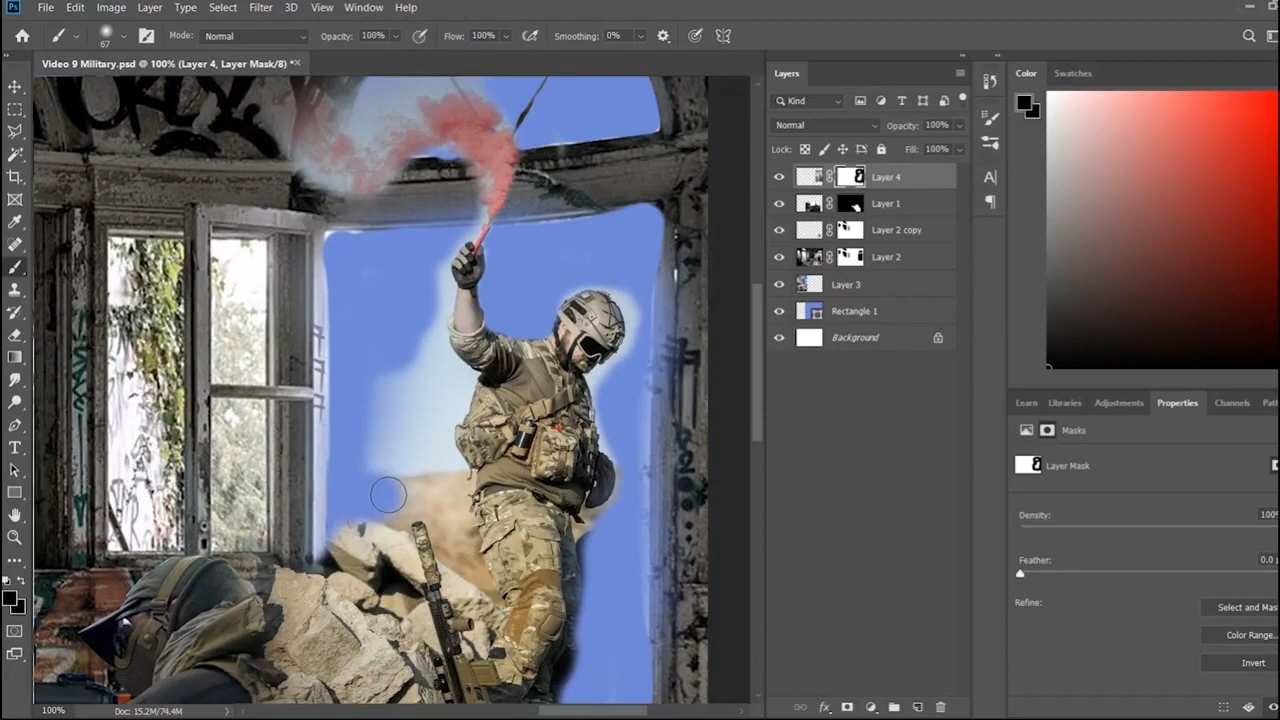 Ps File Edit Image Layer Type Select Filter 3D View Window Help
67 Mode: Normal Opacity: 100% Flow: 100% Smoothing: 0%
Video 9 Military.psd @ 100% (Layer 4, Layer Mask/8) *
Layers
Kind
Normal Opacity: 100%
Lock: Fill: 100%
Layer 4
Layer 1
Layer 2 copy
Layer 2
Layer 3
Rectangle 1
Background
Color Swatches
Learn Libraries Adjustments Properties Channels Pat
Masks
Layer Mask
Density: 100%
Feather: 0.0 p
Refine:
Select and Mas
Color Range...
Invert
100% Doc: 15.2M/74.4M